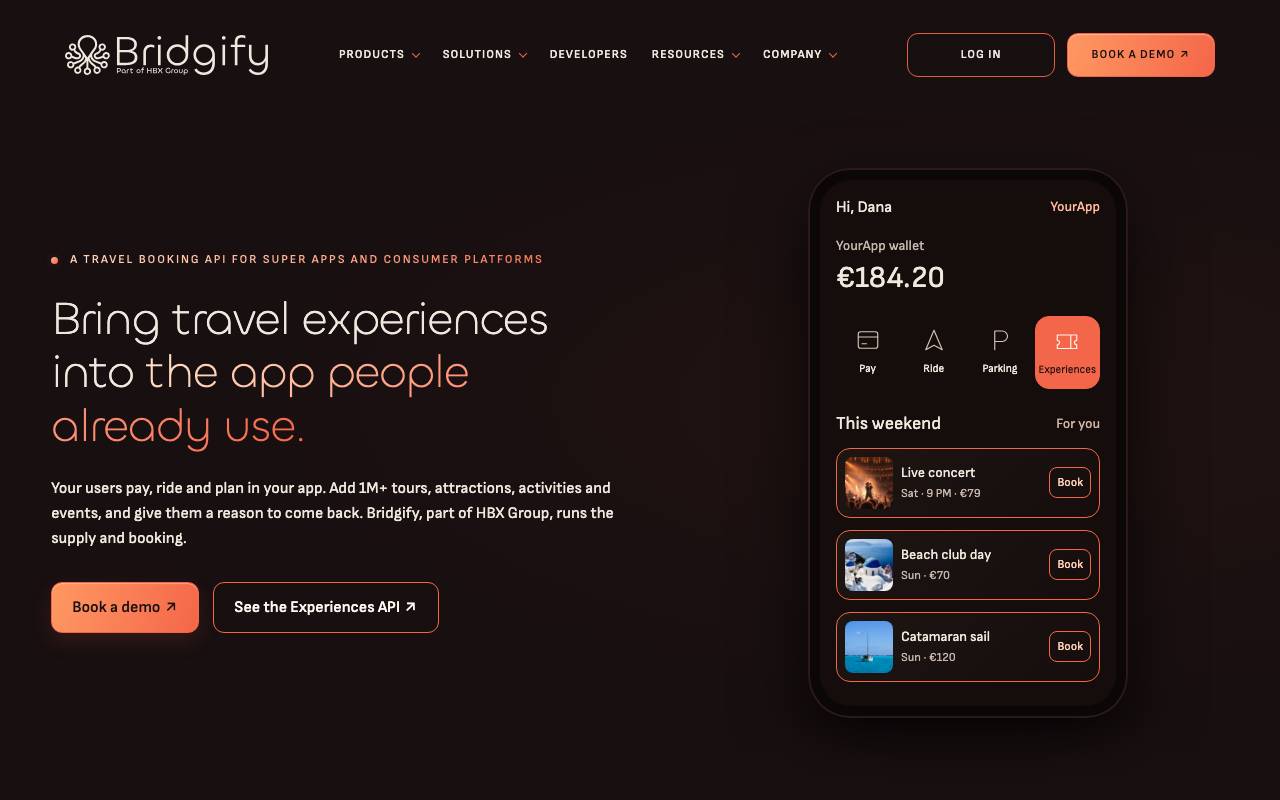 Bridgify
Part of HBX Group
PRODUCTS
SOLUTIONS
DEVELOPERS
RESOURCES
COMPANY
LOG IN
BOOK A DEMO ↗
A TRAVEL BOOKING API FOR SUPER APPS AND CONSUMER PLATFORMS
Bring travel experiences
into the app people
already use.
Your users pay, ride and plan in your app. Add 1M+ tours, attractions, activities and
events, and give them a reason to come back. Bridgify, part of HBX Group, runs the
supply and booking.
Book a demo ↗
See the Experiences API ↗
Hi, Dana
YourApp
YourApp wallet
€184.20
Pay
Ride
Parking
Experiences
This weekend
For you
Live concert
Sat · 9 PM · €79
Book
Beach club day
Sun · €70
Book
Catamaran sail
Sun · €120
Book